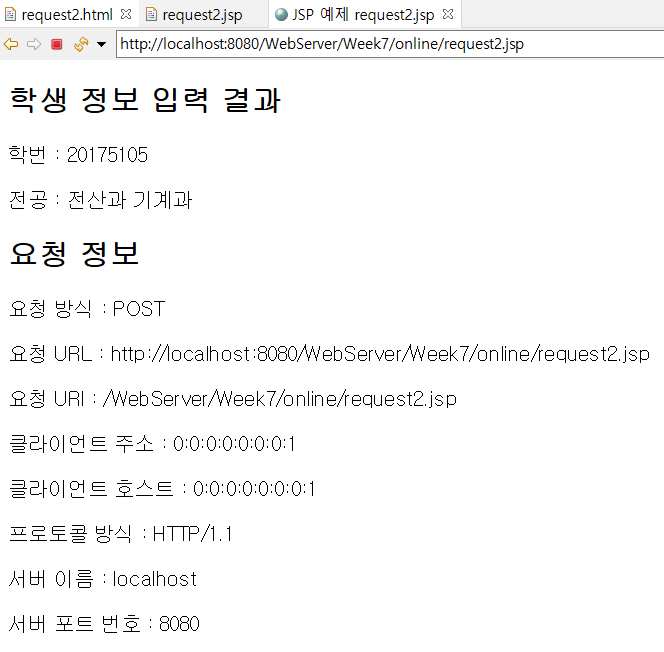 request2.html request2.jsp JSP 예제 request2.jsp
http://localhost:8080/WebServer/Week7/online/request2.jsp
학생 정보 입력 결과
학번 : 20175105
전공 : 전산과 기계과
요청 정보
요청 방식 : POST
요청 URL : http://localhost:8080/WebServer/Week7/online/request2.jsp
요청 URI : /WebServer/Week7/online/request2.jsp
클라이언트 주소 : 0:0:0:0:0:0:0:1
클라이언트 호스트 : 0:0:0:0:0:0:0:1
프로토콜 방식 : HTTP/1.1
서버 이름 : localhost
서버 포트 번호 : 8080